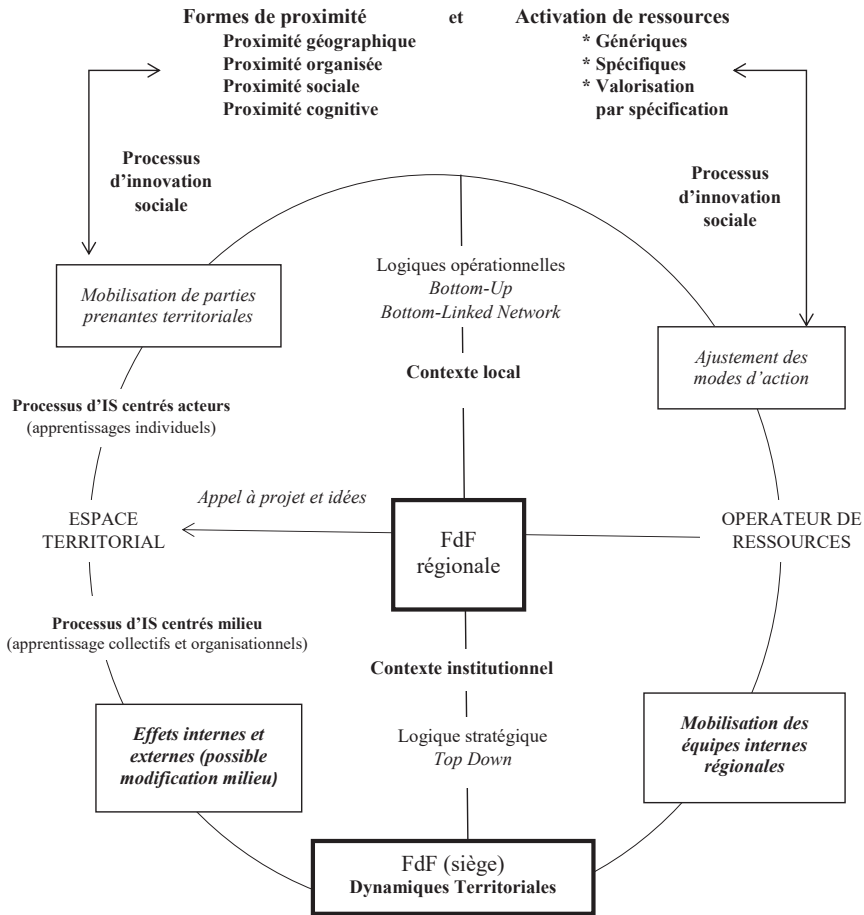 Formes de proximité et Activation de ressources
Proximité géographique
Proximité organisée
Proximité sociale
Proximité cognitive
* Génériques
* Spécifiques
* Valorisation
par spécification
Processus
d’innovation
sociale
Processus
d’innovation
sociale
Logiques opérationnelles
Bottom-Up
Bottom-Linked Network
Mobilisation de parties
prenantes territoriales
Ajustement des
modes d’action
Contexte local
Processus d’IS centrés acteurs
(apprentissages individuels)
Appel à projet et idées
ESPACE
TERRITORIAL
FdF
régionale
OPERATEUR DE
RESSOURCES
Processus d'IS centrés milieu
(apprentissage collectifs et organisationnels)
Contexte institutionnel
Effets internes et
externes (possible
modification milieu)
Logique stratégique
Top Down
Mobilisation des
équipes internes
régionales
FdF (siège)
Dynamiques Territoriales